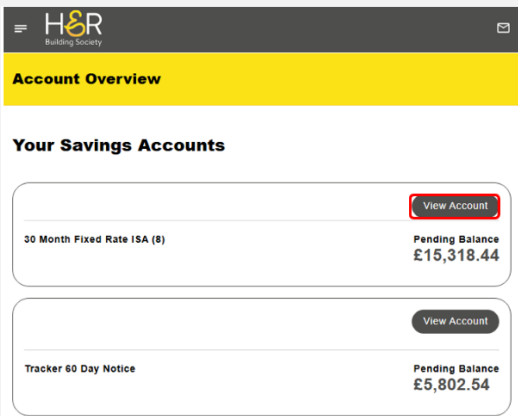 H&R
Building Society
Account Overview
Your Savings Accounts
View Account
30 Month Fixed Rate ISA (8)
Pending Balance
£15,318.44
View Account
Tracker 60 Day Notice
Pending Balance
£5,802.54